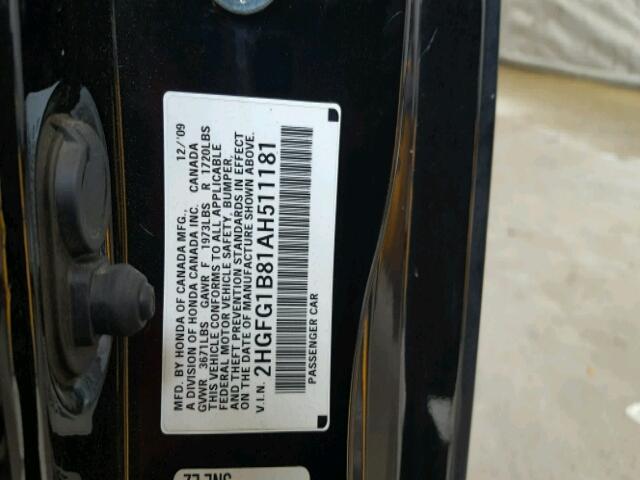 MFD. BY HONDA OF CANADA MFG., 12/'09
A DIVISION OF HONDA CANADA INC. CANADA
GVWR 3671LBS GAWR F 1973LBS R 1720LBS
THIS VEHICLE CONFORMS TO ALL APPLICABLE
FEDERAL MOTOR VEHICLE SAFETY, BUMPER,
AND THEFT PREVENTION STANDARDS IN EFFECT
ON THE DATE OF MANUFACTURE SHOWN ABOVE.
V.I.N. 2HGFG1B81AH511181
PASSENGER CAR